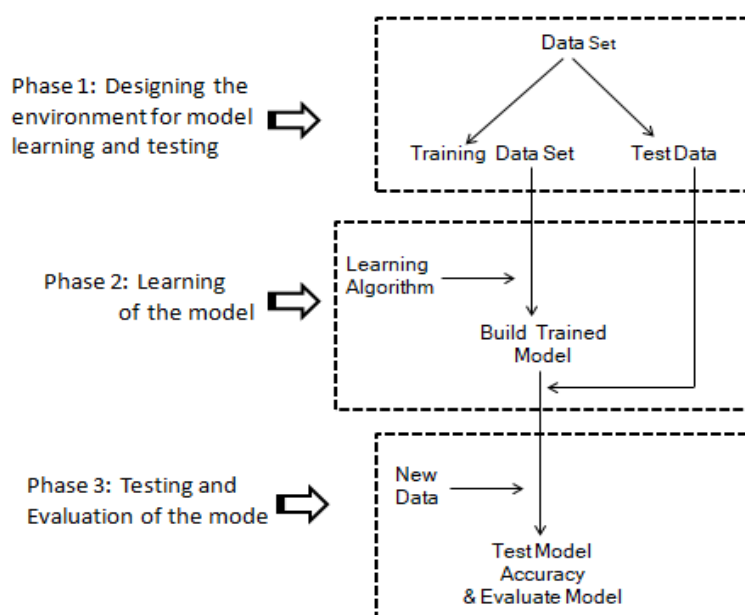 Data Set
Phase 1: Designing the
environment for model
learning and testing
Training Data Set
Test Data
Learning
Algorithm
Phase 2: Learning
of the model
Build Trained
Model
New
Data
Phase 3: Testing and
Evaluation of the mode
Test Model
Accuracy
& Evaluate Model